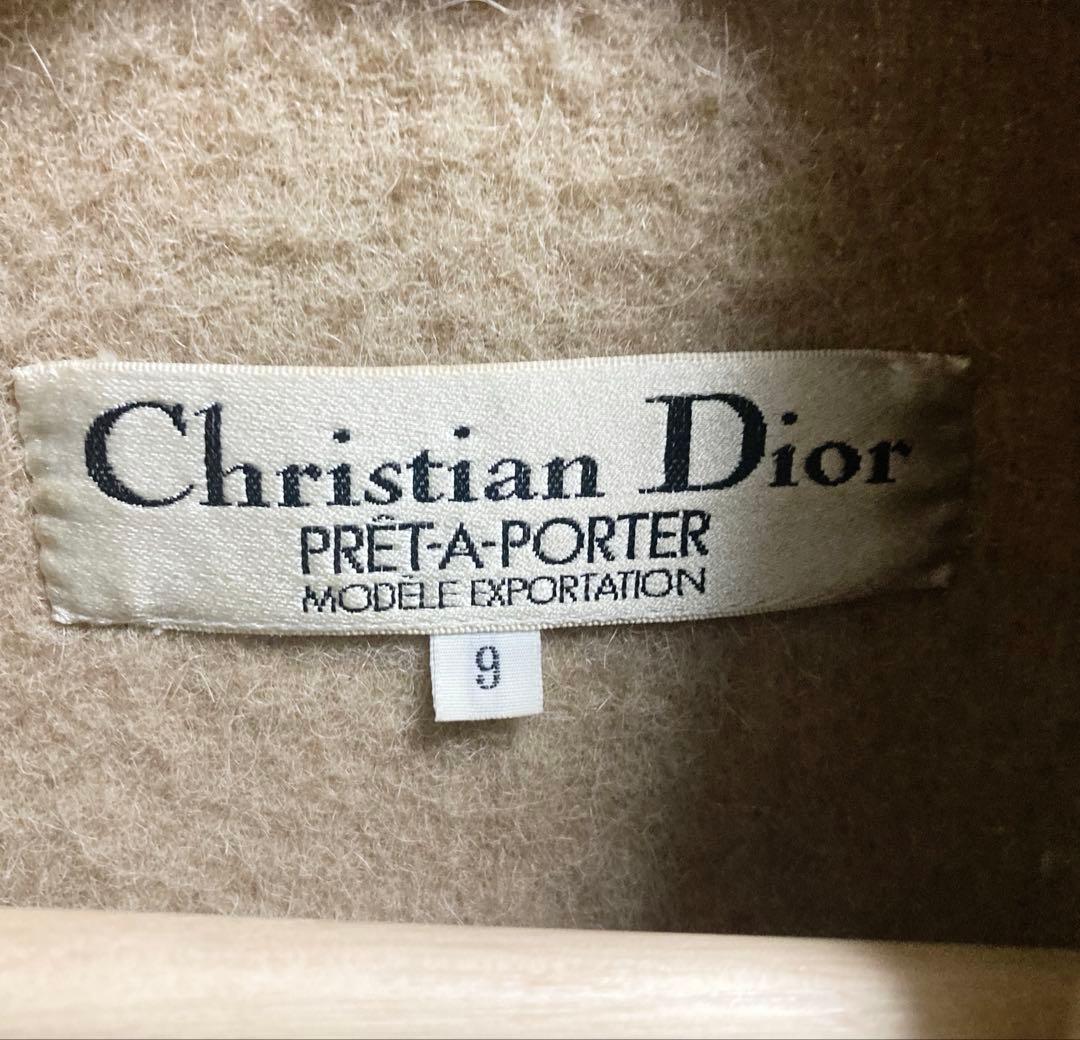 Christian Dior
PRÊT-A-PORTER
MODÈLE EXPORTATION
9